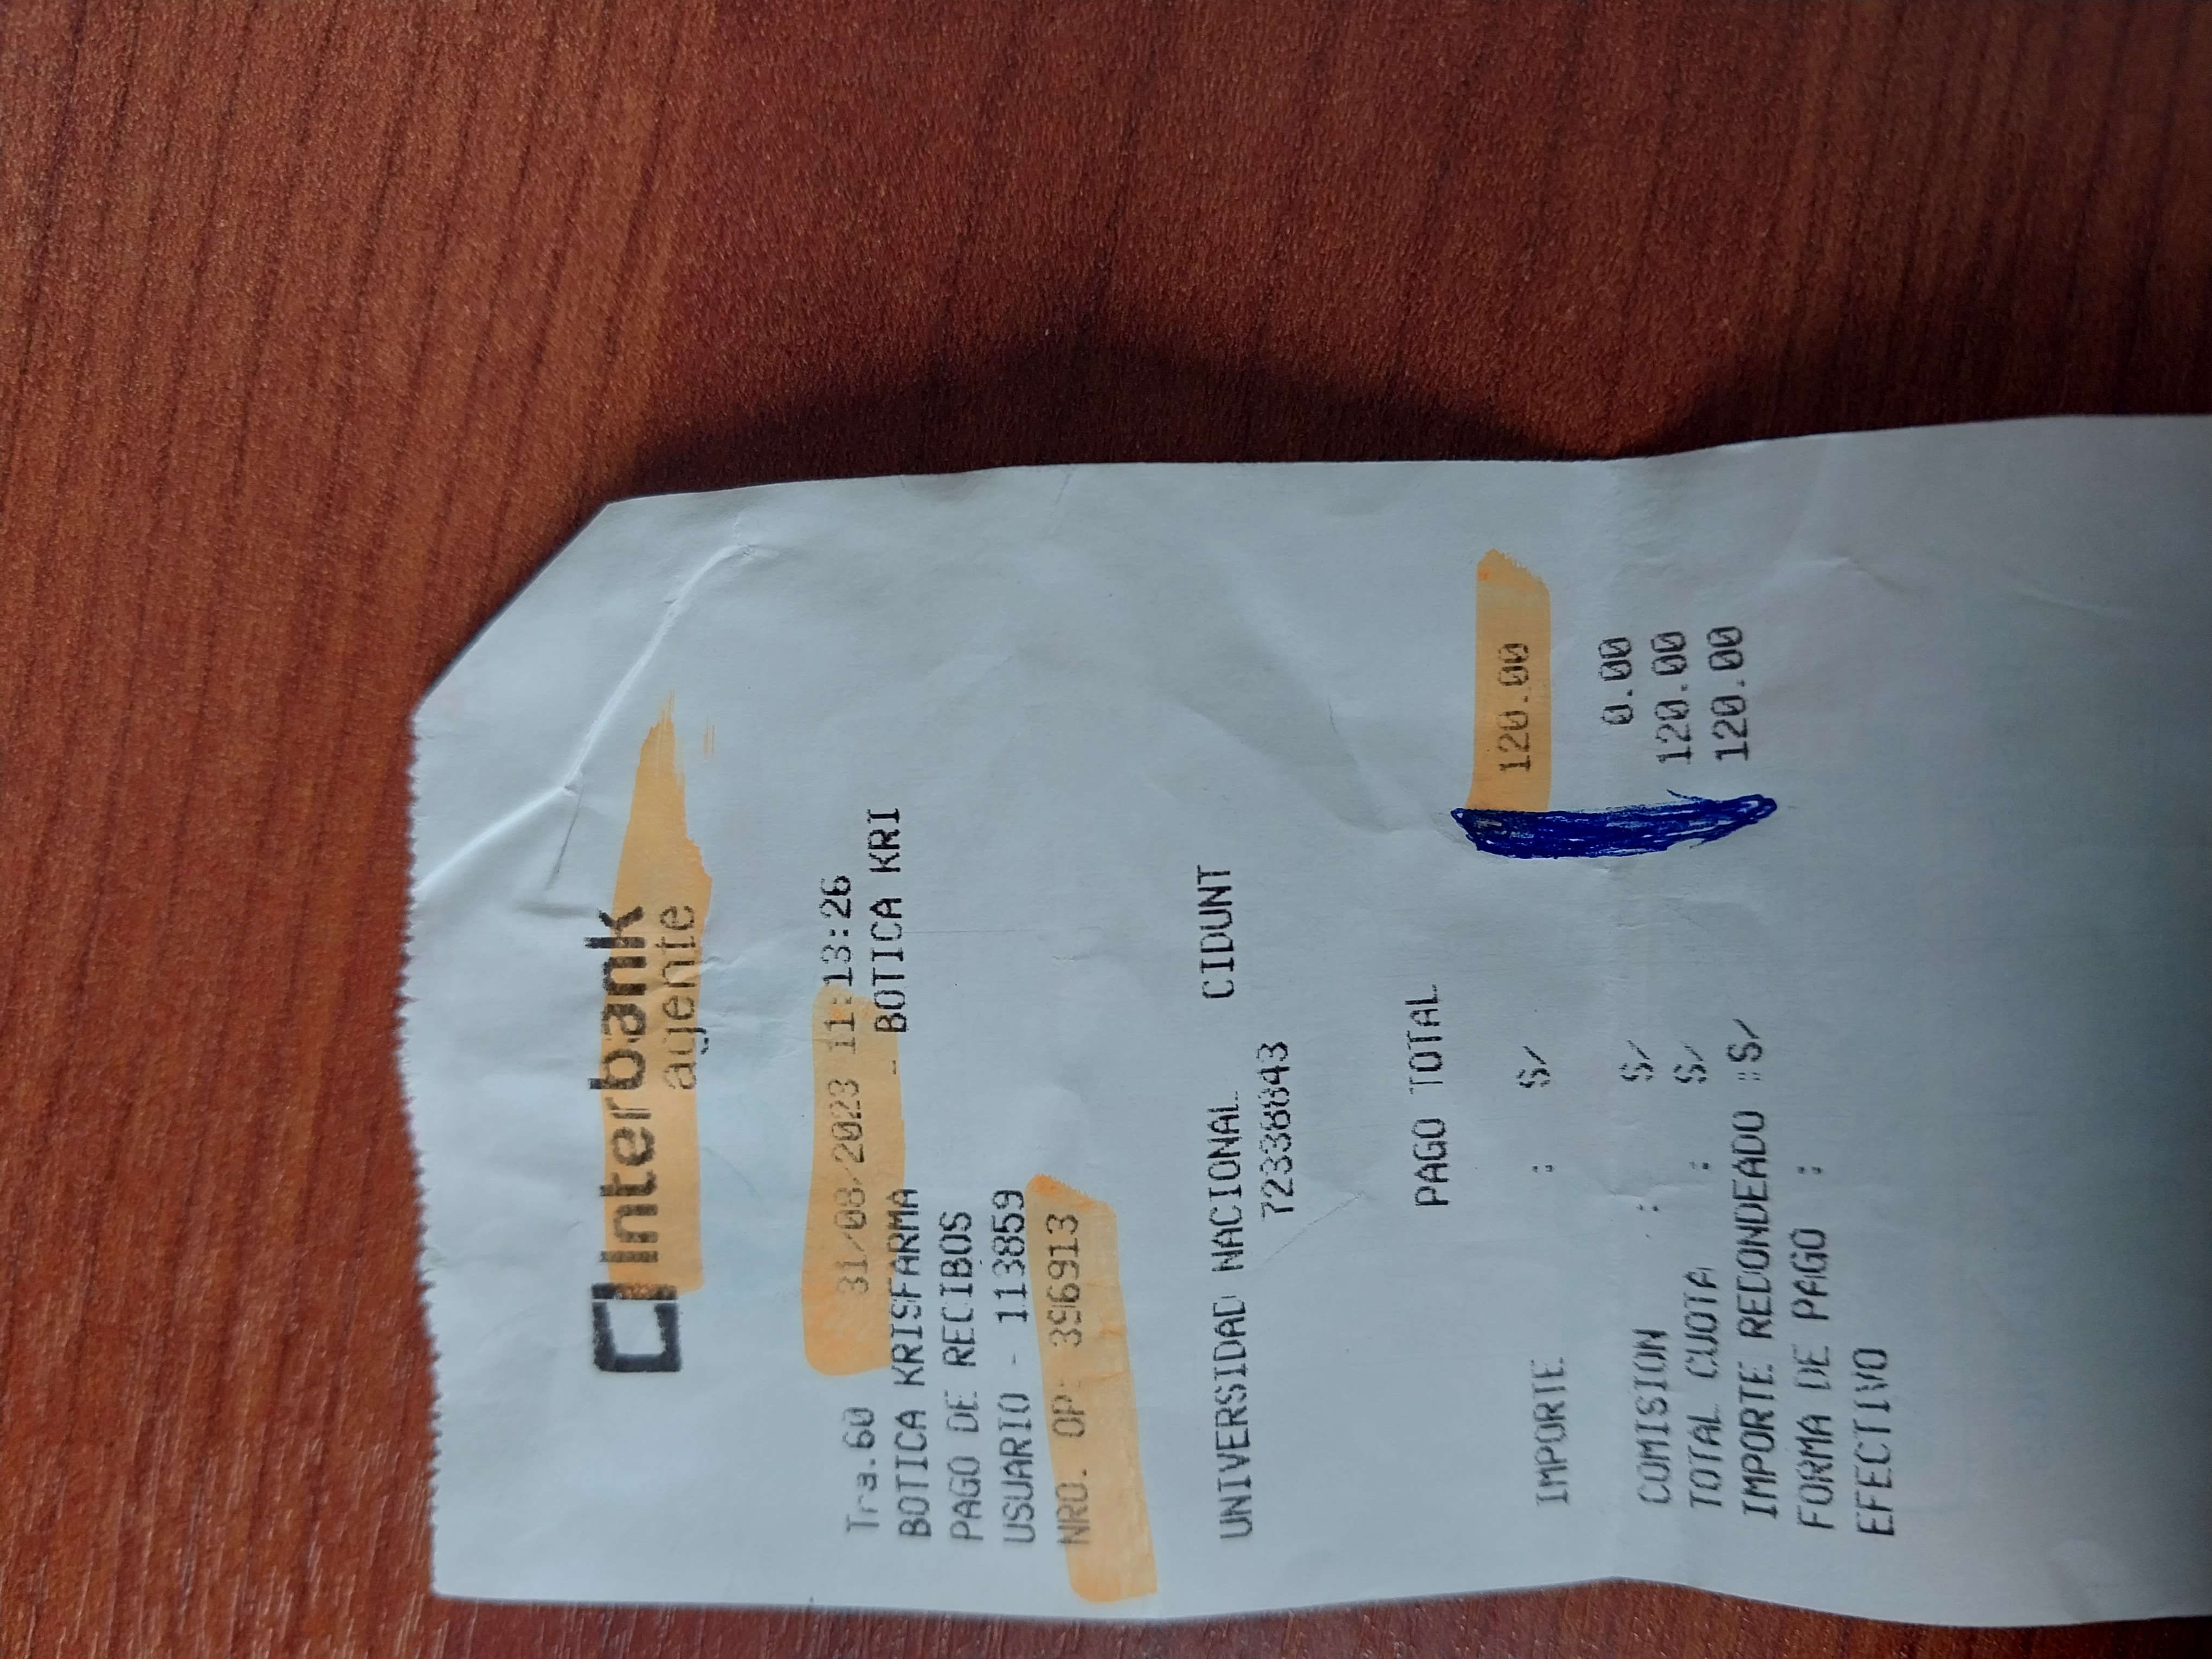 Interbank
agente
Tra.60 31/08/2023 11:13:26
BOTICA KRISFARMA - BOTICA KRI
PAGO DE RECIBOS
USUARIO - 113859
NRO. OP: 396913
UNIVERSIDAD NACIONAL CIDUNT
PAGO TOTAL
IMPORTE : S/ 120.00
COMISION : S/ 0.00
TOTAL CUOTA : S/ 120.00
IMPORTE REDONDEADO :S/ 120.00
FORMA DE PAGO :
EFECTIVO